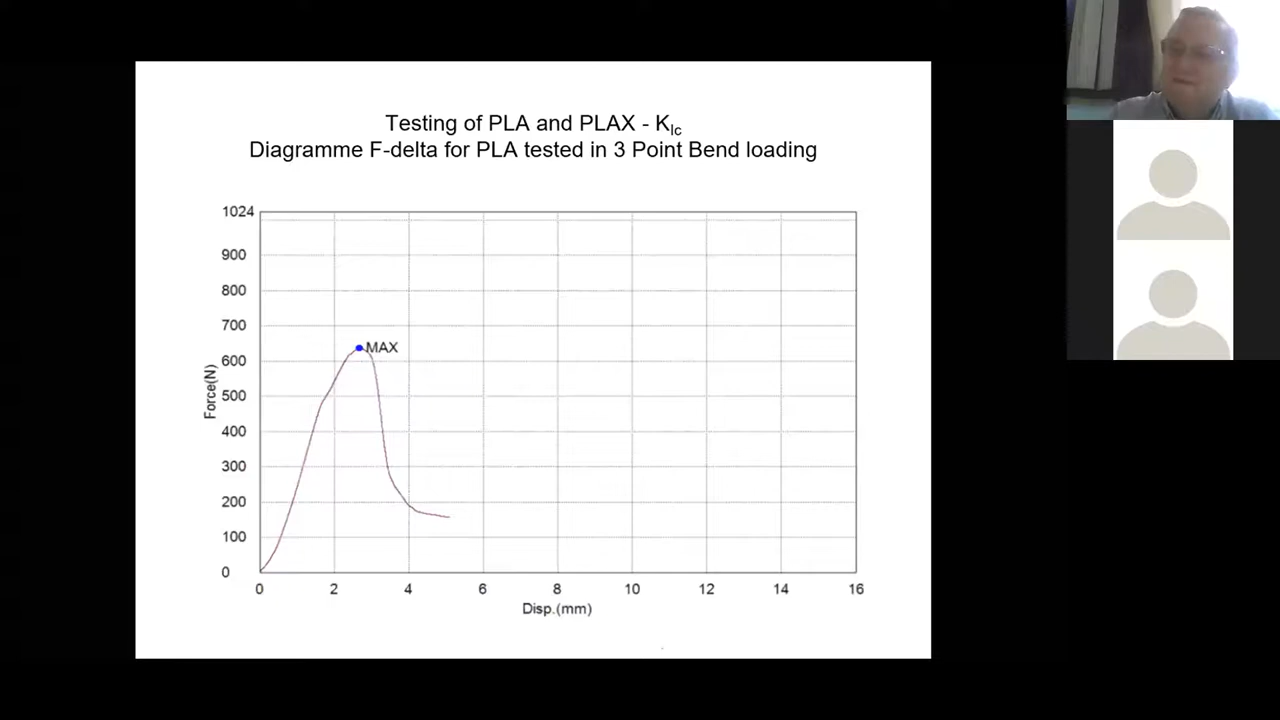 Testing of PLA and PLAX - KIc
Diagramme F-delta for PLA tested in 3 Point Bend loading
1024
900
800
700
MAX
600
Force(N)
500
400
300
200
100
0
0 2 4 6 8 10 12 14 16
Disp.(mm)